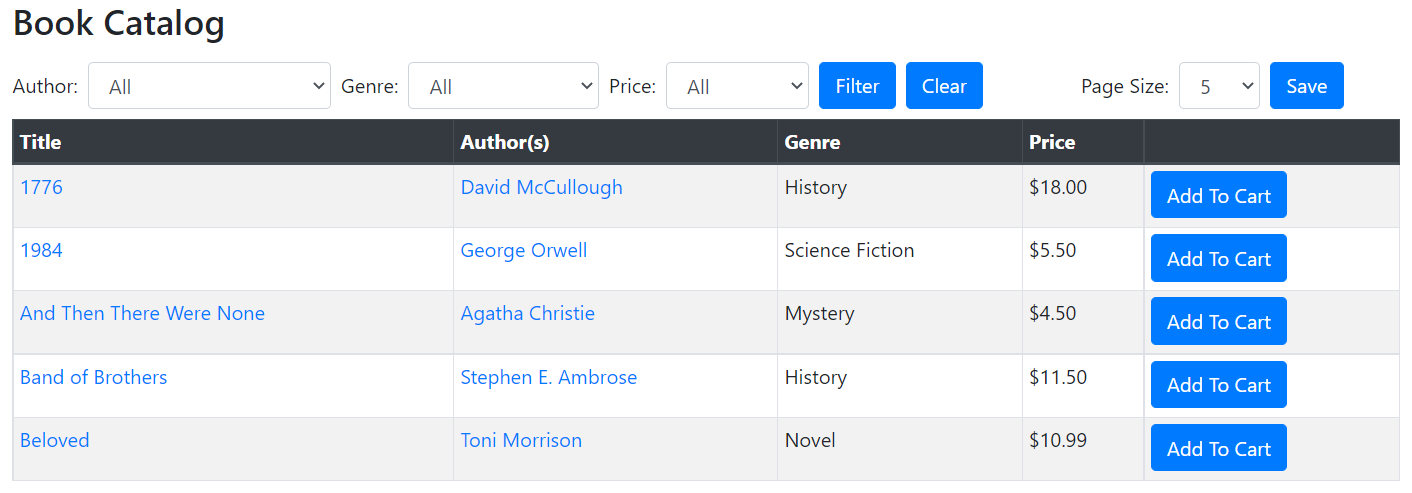 Book Catalog
Author: All Genre: All Price: All Filter Clear Page Size: 5 Save
Title Author(s) Genre Price
1776 David McCullough History $18.00 Add To Cart
1984 George Orwell Science Fiction $5.50 Add To Cart
And Then There Were None Agatha Christie Mystery $4.50 Add To Cart
Band of Brothers Stephen E. Ambrose History $11.50 Add To Cart
Beloved Toni Morrison Novel $10.99 Add To Cart